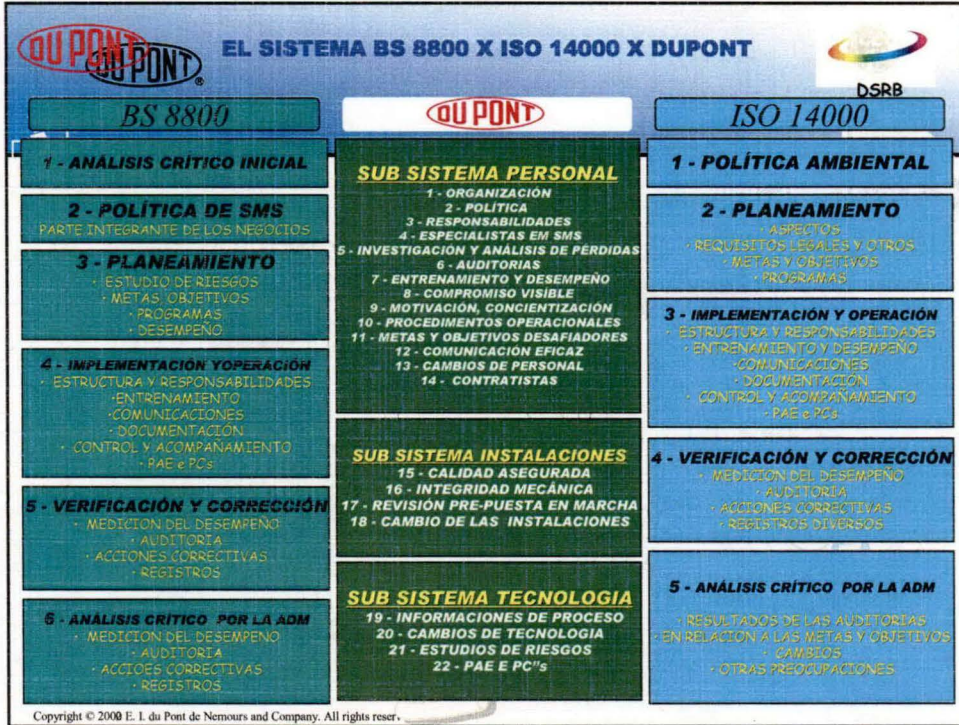 DU PONT
DU PONT®
EL SISTEMA BS 8800 X ISO 14000 X DUPONT
DSRB
BS 8800
1 - ANÁLISIS CRÍTICO INICIAL
2 - POLÍTICA DE SMS
PARTE INTEGRANTE DE LOS NEGOCIOS
3 - PLANEAMIENTO
· ESTUDIO DE RIESGOS
· METAS, OBJETIVOS
· PROGRAMAS
· DESEMPEÑO
4 - IMPLEMENTACIÓN YOPERACIÓN
· ESTRUCTURA Y RESPONSABILIDADES
·ENTRENAMIENTO
·COMUNICACIONES
· DOCUMENTACIÓN
· CONTROL Y ACOMPAÑAMIENTO
· PAE e PCs
5 - VERIFICACIÓN Y CORRECCIÓN
· MEDICION DEL DESEMPEÑO
· AUDITORIA
· ACCIONES CORRECTIVAS
· REGISTROS
6 - ANÁLISIS CRÍTICO POR LA ADM
· MEDICION DEL DESEMPEÑO
· AUDITORIA
· ACCIOES CORRECTIVAS
· REGISTROS
DU PONT
SUB SISTEMA PERSONAL
1 - ORGANIZACIÓN
2 - POLÍTICA
3 - RESPONSABILIDADES
4 - ESPECIALISTAS EM SMS
5 - INVESTIGACIÓN Y ANÁLISIS DE PÉRDIDAS
6 - AUDITORIAS
7 - ENTRENAMIENTO Y DESEMPEÑO
8 - COMPROMISO VISÍBLE
9 - MOTIVACIÓN, CONCIENTIZACIÓN
10 - PROCEDIMENTOS OPERACIONALES
11 - METAS Y OBJETIVOS DESAFIADORES
12 - COMUNICACIÓN EFICAZ
13 - CAMBIOS DE PERSONAL
14 - CONTRATISTAS
SUB SISTEMA INSTALACIONES
15 - CALIDAD ASEGURADA
16 - INTEGRIDAD MECÂNICA
17 - REVISIÓN PRE-PUESTA EN MARCHA
18 - CAMBIO DE LAS INSTALACIONES
SUB SISTEMA TECNOLOGIA
19 - INFORMACIONES DE PROCESO
20 - CAMBIOS DE TECNOLOGIA
21 - ESTUDIOS DE RIESGOS
22 - PAE E PC"s
ISO 14000
1 - POLÍTICA AMBIENTAL
2 - PLANEAMIENTO
· ASPECTOS
· REQUISITOS LEGALES Y OTROS
· METAS Y OBJETIVOS
· PROGRAMAS
3 - IMPLEMENTACIÓN Y OPERACIÓN
· ESTRUCTURA Y RESPONSABILIDADES
· ENTRENAMIENTO Y DESEMPEÑO
·COMUNICACIONES
· DOCUMENTACIÓN
· CONTROL Y ACOMPAÑAMIENTO
· PAE e PCs
4 - VERIFICACIÓN Y CORRECCIÓN
· MEDICION DEL DESEMPEÑO
· AUDITORIA
· ACCIONES CORRECTIVAS
· REGISTROS DIVERSOS
5 - ANÁLISIS CRÍTICO POR LA ADM
· RESULTADOS DE LAS AUDITORIAS
· EN RELACION A LAS METAS Y OBJETIVOS
· CAMBIOS
· OTRAS PREOCUPACIONES
Copyright © 2000 E. I. du Pont de Nemours and Company. All rights reser